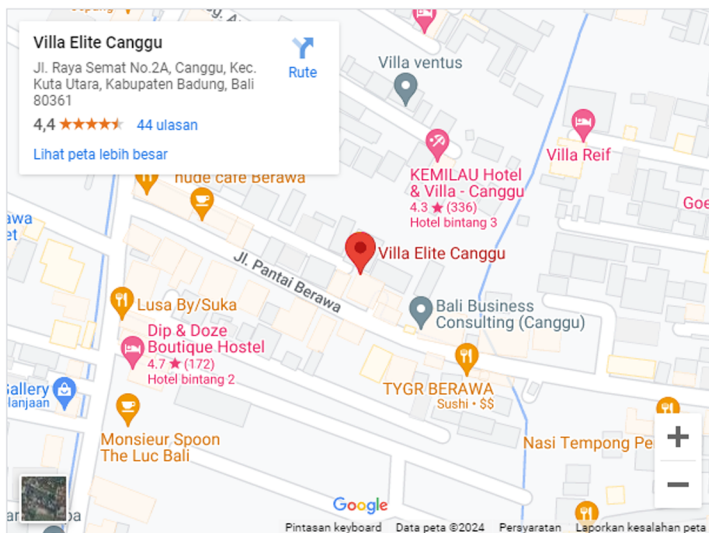 Villa Elite Canggu
Jl. Raya Semat No.2A, Canggu, Kec.
Kuta Utara, Kabupaten Badung, Bali
80361
4,4
44 ulasan
Lihat peta lebih besar
Rute
Villa ventus
Villa Reif
KEMILAU Hotel
& Villa - Canggu
4.3 ★ (336)
Hotel bintang 3
nude cafe Berawa
Villa Elite Canggu
Jl. Pantai Berawa
Lusa By/Suka
Bali Business
Consulting (Canggu)
Dip & Doze
Boutique Hostel
4.7 ★ (172)
Hotel bintang 2
TYGR BERAWA
Sushi • $$
Monsieur Spoon
The Luc Bali
Nasi Tempong
+
−
Google
Pintasan keyboard
Data peta ©2024
Persyaratan
Laporkan kesalahan peta